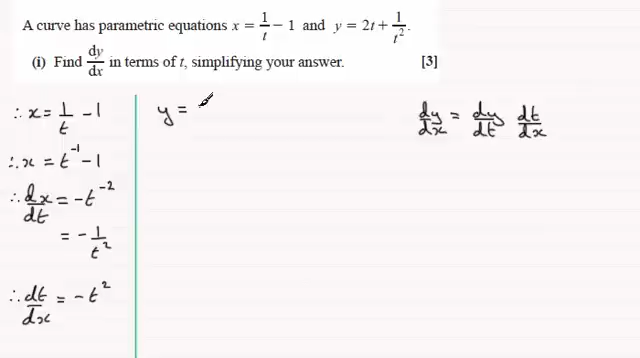 A curve has parametric equations x = 1/t − 1 and y = 2t + 1/t².
(i) Find dy/dx in terms of t, simplifying your answer. [3]
∴ x = 1/t − 1
∴ x = t⁻¹ − 1
∴ dx/dt = −t⁻²
= −1/t²
∴ dt/dx = −t²
y =
dy/dx = dy/dt dt/dx